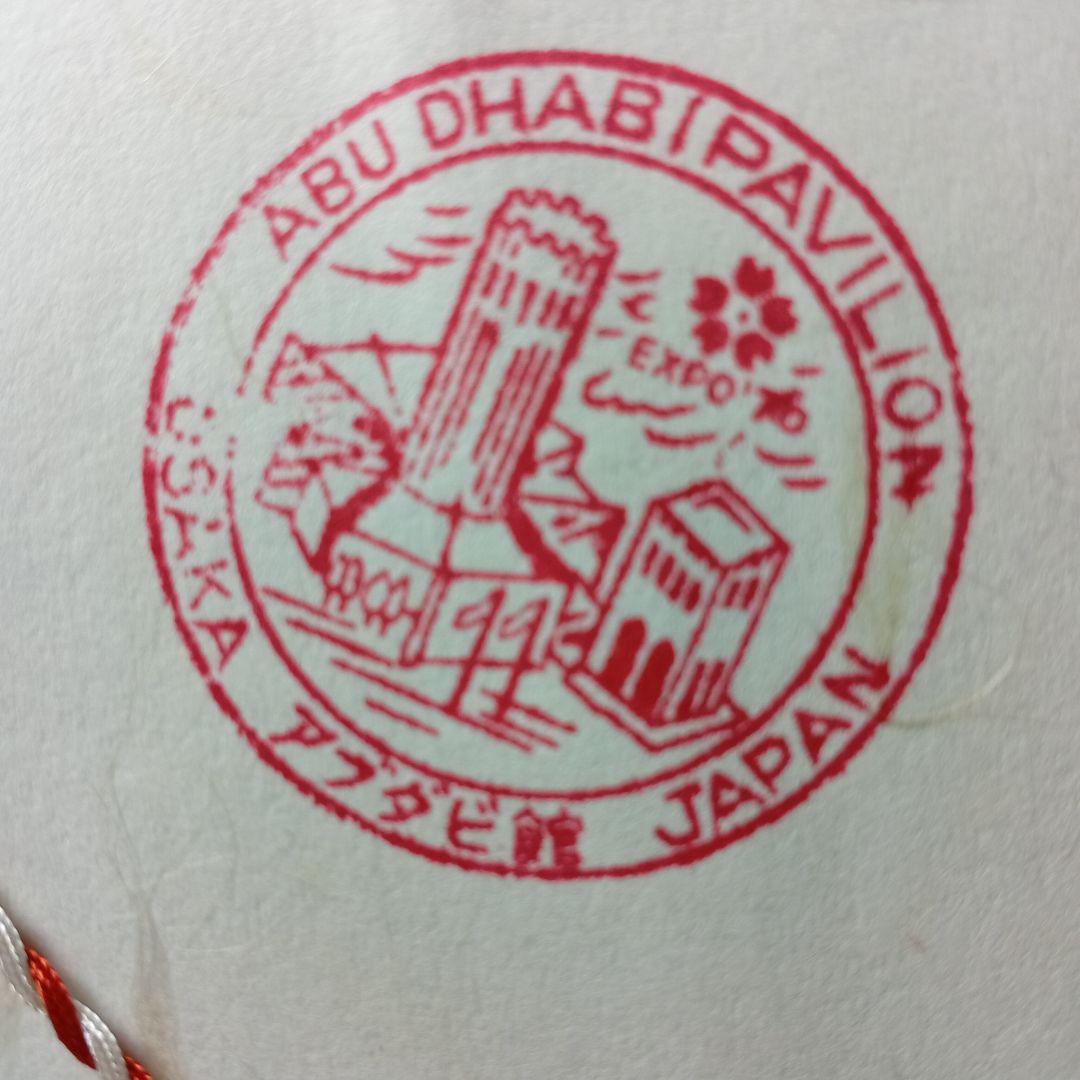 ABU DHABI PAVILION
EXPO'70
OSAKA
アブダビ館
JAPAN